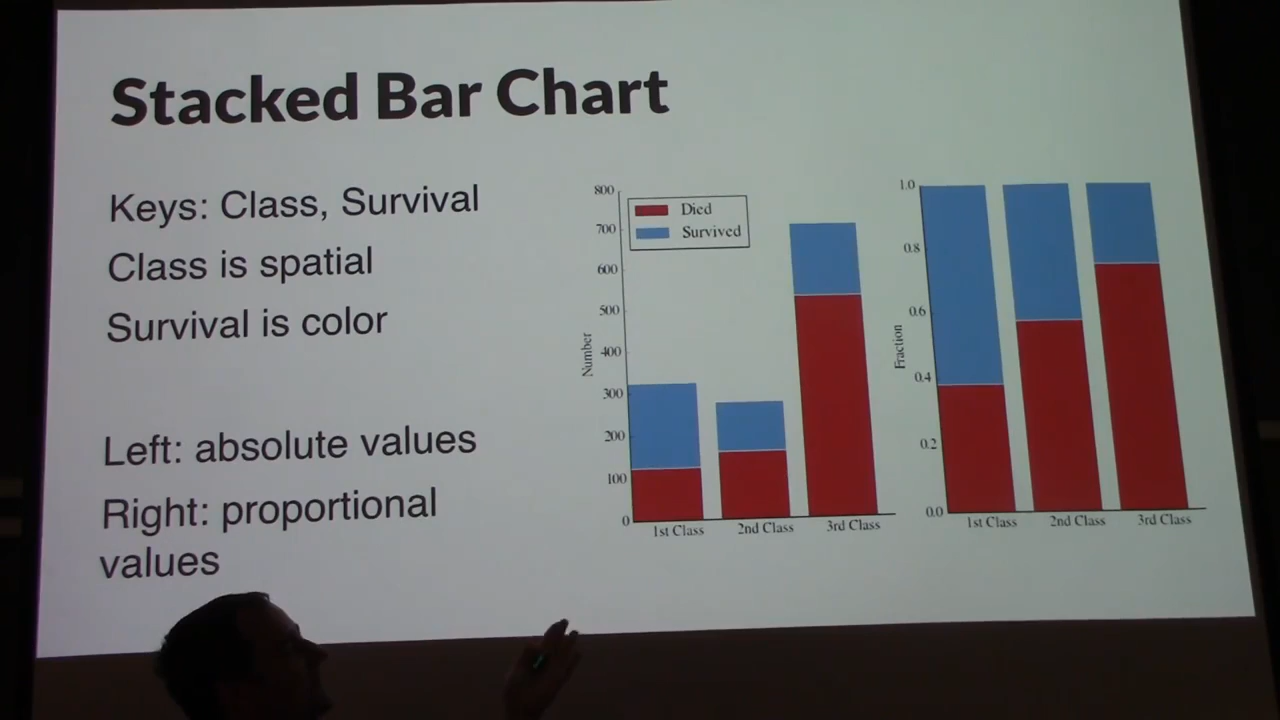 Stacked Bar Chart
Keys: Class, Survival
Class is spatial
Survival is color
Left: absolute values
Right: proportional
values
800
700
600
500
400
300
200
100
0
Number
Died
Survived
1st Class
2nd Class
3rd Class
1.0
0.8
0.6
0.4
0.2
0.0
Fraction
1st Class
2nd Class
3rd Class